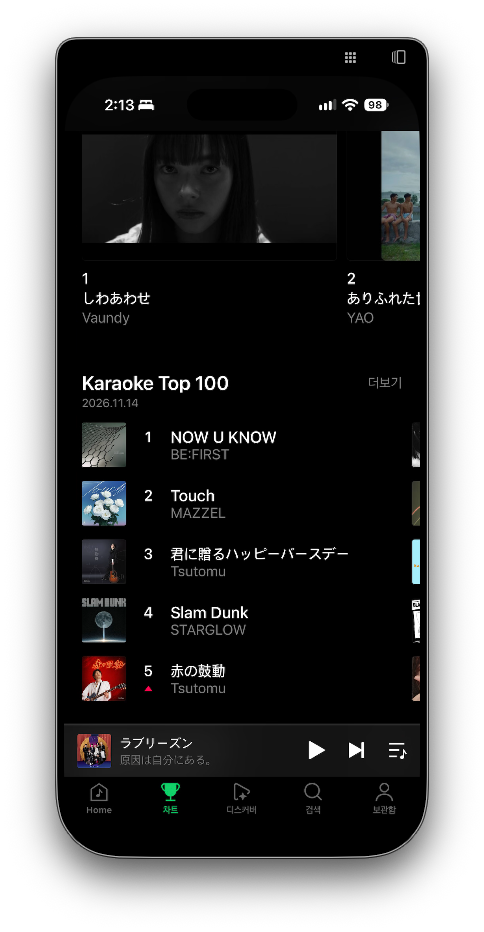 2:13
98
1
しわあわせ
Vaundy
2
ありふれた
YAO
Karaoke Top 100
더보기
2026.11.14
1
NOW U KNOW
BE:FIRST
2
Touch
MAZZEL
3
君に贈るハッピーバースデー
Tsutomu
SLAM DUNK
4
Slam Dunk
STARGLOW
5
赤の鼓動
Tsutomu
ラブリーズン
原因は自分にある。
Home
차트
디스커버
검색
보관함